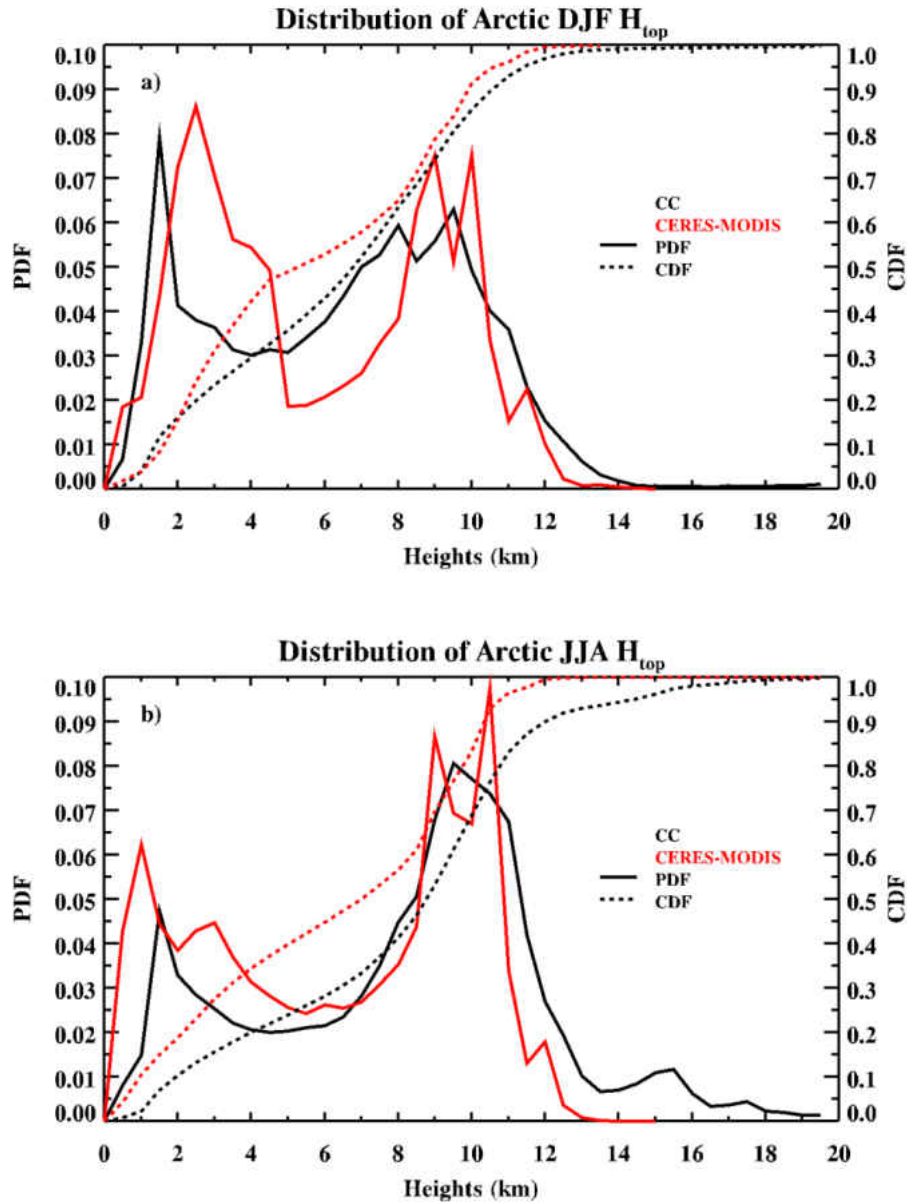 Distribution of Arctic DJF H_top
a)
0.10
0.09
0.08
0.07
0.06
0.05
0.04
0.03
0.02
0.01
0.00
PDF
1.0
0.9
0.8
0.7
0.6
0.5
0.4
0.3
0.2
0.1
0.0
CDF
CC
CERES-MODIS
PDF
CDF
0 2 4 6 8 10 12 14 16 18 20
Heights (km)
Distribution of Arctic JJA H_top
b)
0.10
0.09
0.08
0.07
0.06
0.05
0.04
0.03
0.02
0.01
0.00
PDF
1.0
0.9
0.8
0.7
0.6
0.5
0.4
0.3
0.2
0.1
0.0
CDF
CC
CERES-MODIS
PDF
CDF
0 2 4 6 8 10 12 14 16 18 20
Heights (km)